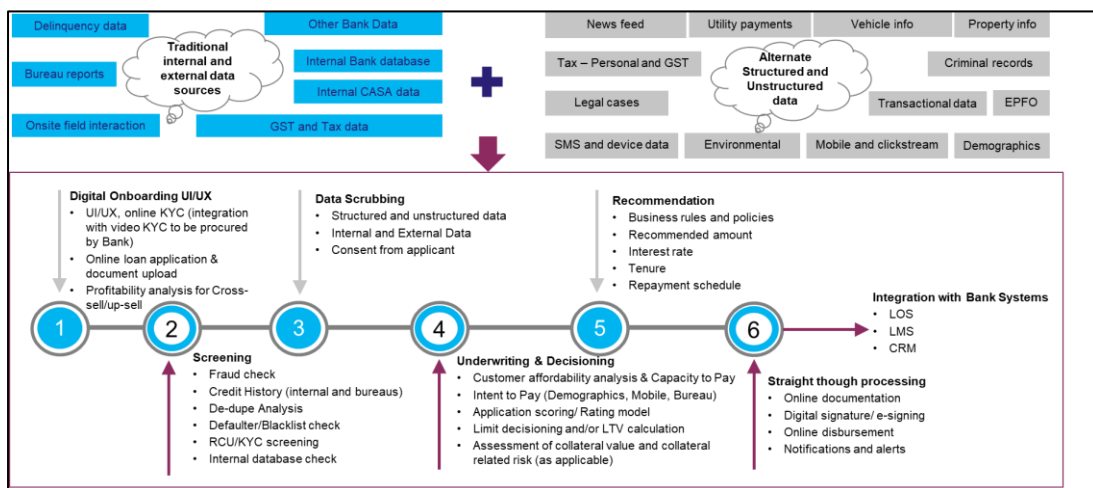 Delinquency data
Other Bank Data
Traditional
internal and
external data
sources
Bureau reports
Internal Bank database
Internal CASA data
Onsite field interaction
GST and Tax data
News feed
Utility payments
Vehicle info
Property info
Tax – Personal and GST
Alternate
Structured and
Unstructured
data
Criminal records
Legal cases
Transactional data
EPFO
SMS and device data
Environmental
Mobile and clickstream
Demographics
Digital Onboarding UI/UX
• UI/UX, online KYC (integration
with video KYC to be procured
by Bank)
• Online loan application &
document upload
• Profitability analysis for Cross-
sell/up-sell
Data Scrubbing
• Structured and unstructured data
• Internal and External Data
• Consent from applicant
Recommendation
• Business rules and policies
• Recommended amount
• Interest rate
• Tenure
• Repayment schedule
1
2
3
4
5
6
Integration with Bank Systems
• LOS
• LMS
• CRM
Screening
• Fraud check
• Credit History (internal and bureaus)
• De-dupe Analysis
• Defaulter/Blacklist check
• RCU/KYC screening
• Internal database check
Underwriting & Decisioning
• Customer affordability analysis & Capacity to Pay
• Intent to Pay (Demographics, Mobile, Bureau)
• Application scoring/ Rating model
• Limit decisioning and/or LTV calculation
• Assessment of collateral value and collateral
related risk (as applicable)
Straight though processing
• Online documentation
• Digital signature/ e-signing
• Online disbursement
• Notifications and alerts